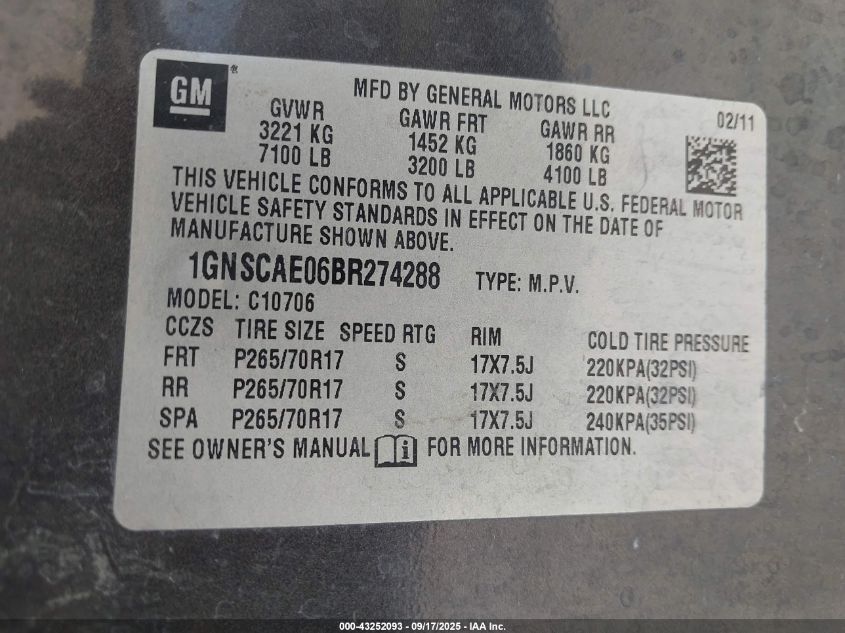 GM
MFD BY GENERAL MOTORS LLC
02/11
GVWR GAWR FRT GAWR RR
3221 KG 1452 KG 1860 KG
7100 LB 3200 LB 4100 LB
THIS VEHICLE CONFORMS TO ALL APPLICABLE U.S. FEDERAL MOTOR
VEHICLE SAFETY STANDARDS IN EFFECT ON THE DATE OF
MANUFACTURE SHOWN ABOVE.
1GNSCAE06BR274288 TYPE: M.P.V.
MODEL: C10706
CCZS TIRE SIZE SPEED RTG RIM COLD TIRE PRESSURE
FRT P265/70R17 S 17X7.5J 220KPA(32PSI)
RR P265/70R17 S 17X7.5J 220KPA(32PSI)
SPA P265/70R17 S 17X7.5J 240KPA(35PSI)
SEE OWNER'S MANUAL i FOR MORE INFORMATION.
000-43252093 - 09/17/2025 - IAA Inc.